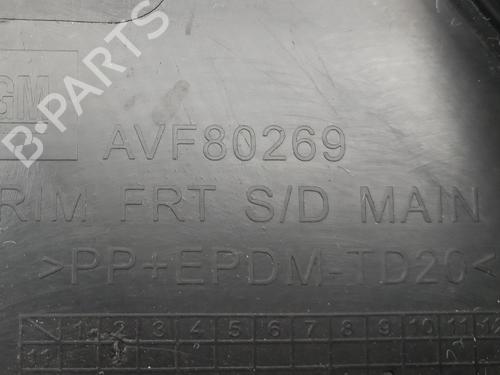 GM
AVF80269
RIM FRT S/D MAIN
>PP+EPDM-TD20<
1 2 3 4 5 6 7 8 9 10 11 12
11
B-PARTS